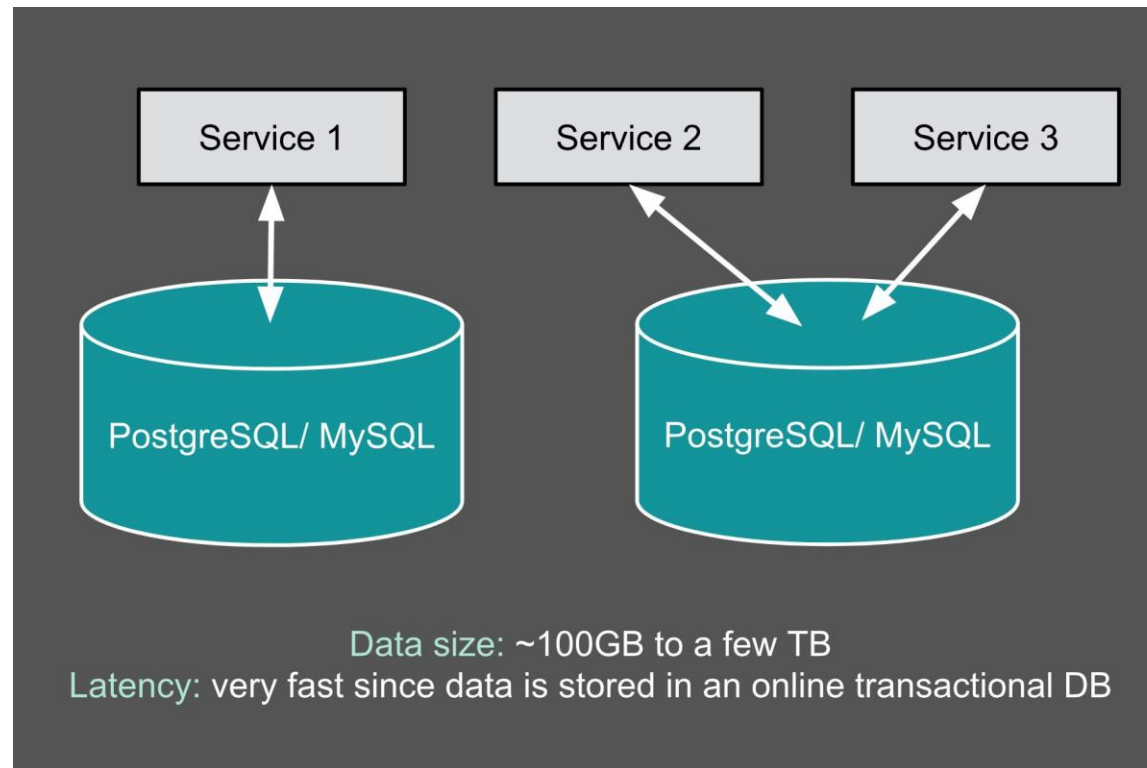 Service 1
Service 2
Service 3
PostgreSQL/ MySQL
PostgreSQL/ MySQL
Data size: ~100GB to a few TB
Latency: very fast since data is stored in an online transactional DB